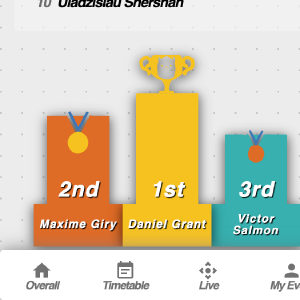 10 Uladzislau Shershan
2nd
1st
3rd
Maxime Giry
Daniel Grant
Victor
Salmon
Overall
Timetable
Live
My Ev